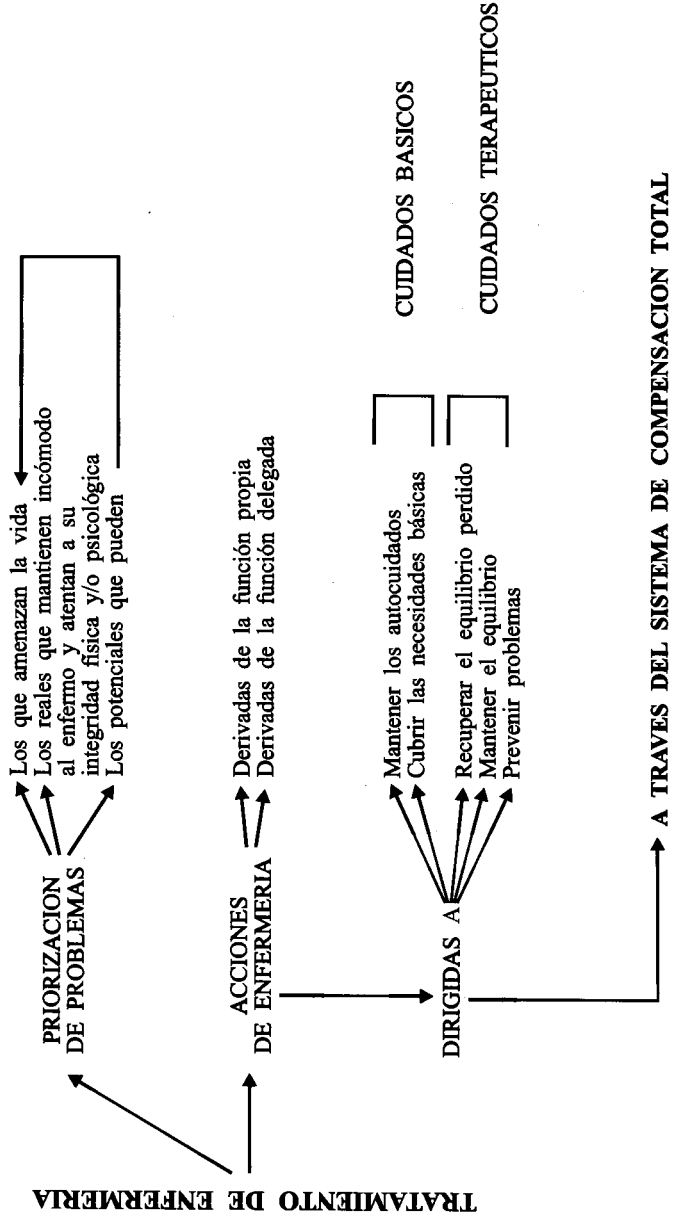 TRATAMIENTO DE ENFERMERIA
PRIORIZACION
DE PROBLEMAS
Los que amenazan la vida
Los reales que mantienen incómodo
al enfermo y atentan a su
integridad física y/o psicológica
Los potenciales que pueden
ACCIONES
DE ENFERMERIA
Derivadas de la función propia
Derivadas de la función delegada
DIRIGIDAS A
Mantener los autocuidados
Cubrir las necesidades básicas
CUIDADOS BASICOS
Recuperar el equilibrio perdido
Mantener el equilibrio
Prevenir problemas
CUIDADOS TERAPEUTICOS
A TRAVES DEL SISTEMA DE COMPENSACION TOTAL